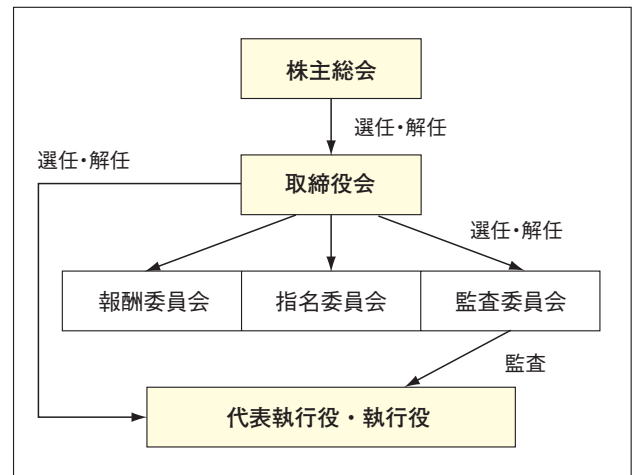 株主総会
選任・解任
選任・解任
取締役会
選任・解任
報酬委員会
指名委員会
監査委員会
監査
代表執行役・執行役